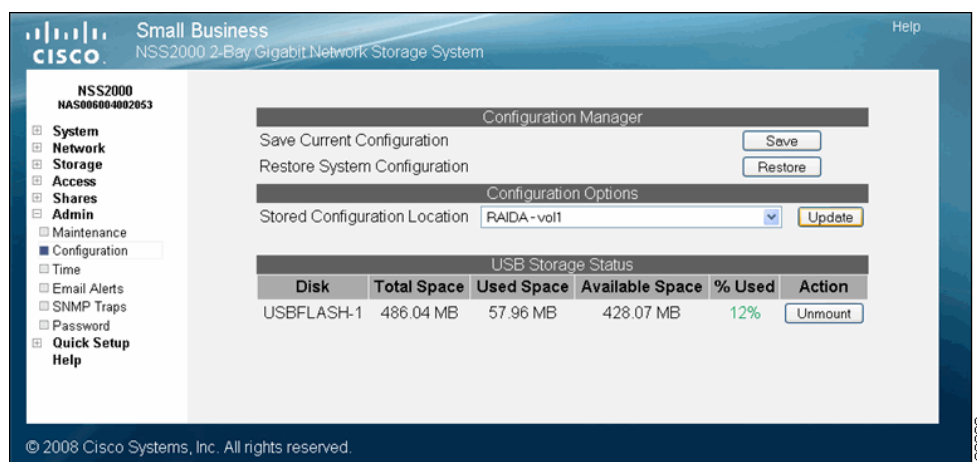 Small Business
Help
CISCO
NSS2000 2-Bay Gigabit Network Storage System
NSS2000
NAS006004002053
System
Network
Storage
Access
Shares
Admin
Maintenance
Configuration
Time
Email Alerts
SNMP Traps
Password
Quick Setup
Help
Configuration Manager
Save Current Configuration Save
Restore System Configuration Restore
Configuration Options
Stored Configuration Location RAIDA-vol1 Update
USB Storage Status
Disk Total Space Used Space Available Space % Used Action
USBFLASH-1 486.04 MB 57.96 MB 428.07 MB 12% Unmount
© 2008 Cisco Systems, Inc. All rights reserved.